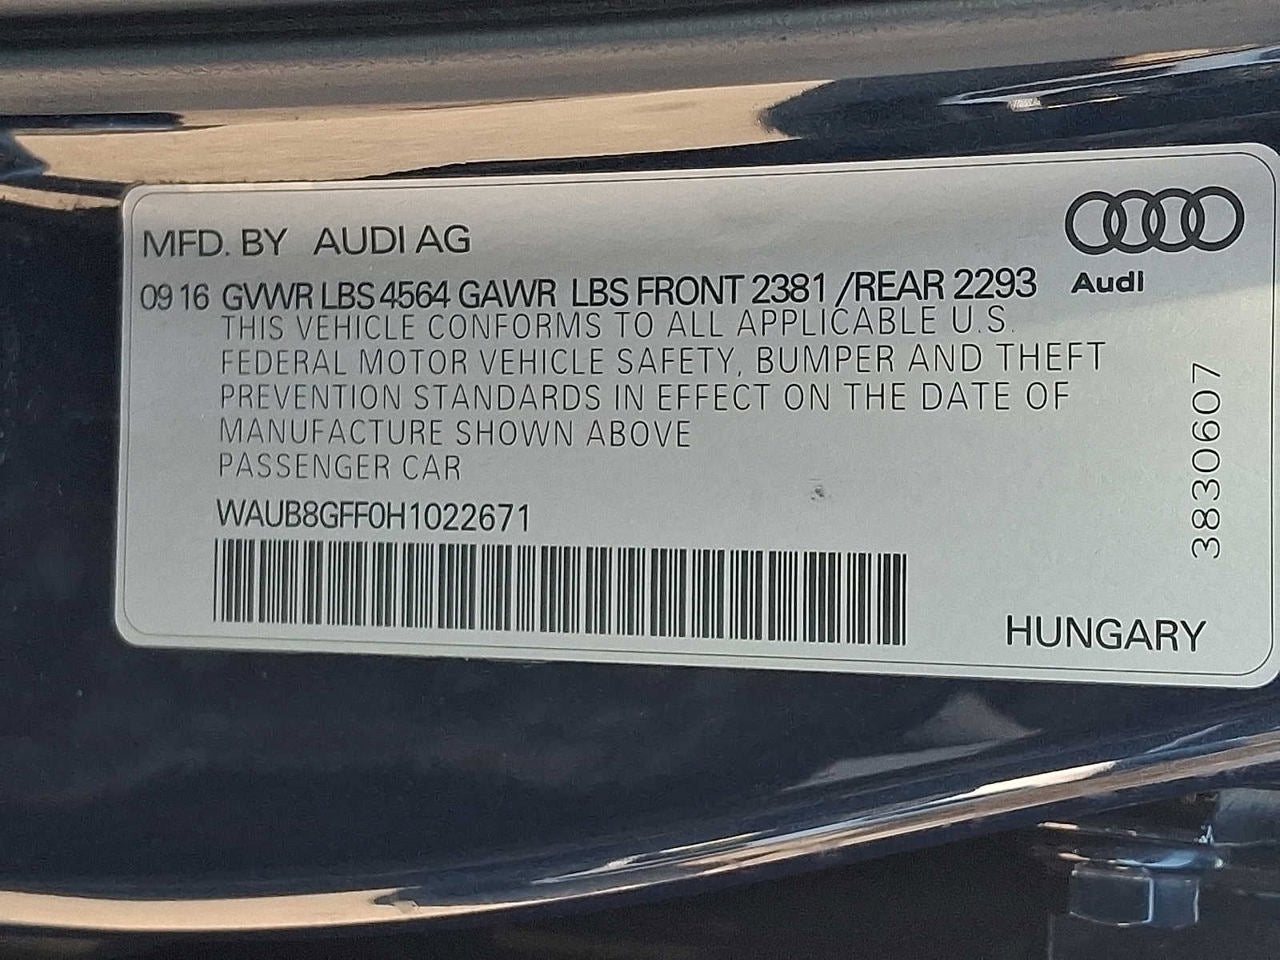 MFD. BY AUDI AG
Audi
09 16 GVWR LBS 4564 GAWR LBS FRONT 2381 /REAR 2293
THIS VEHICLE CONFORMS TO ALL APPLICABLE U.S.
FEDERAL MOTOR VEHICLE SAFETY, BUMPER AND THEFT
PREVENTION STANDARDS IN EFFECT ON THE DATE OF
MANUFACTURE SHOWN ABOVE
PASSENGER CAR
WAUB8GFF0H1022671
3830607
HUNGARY